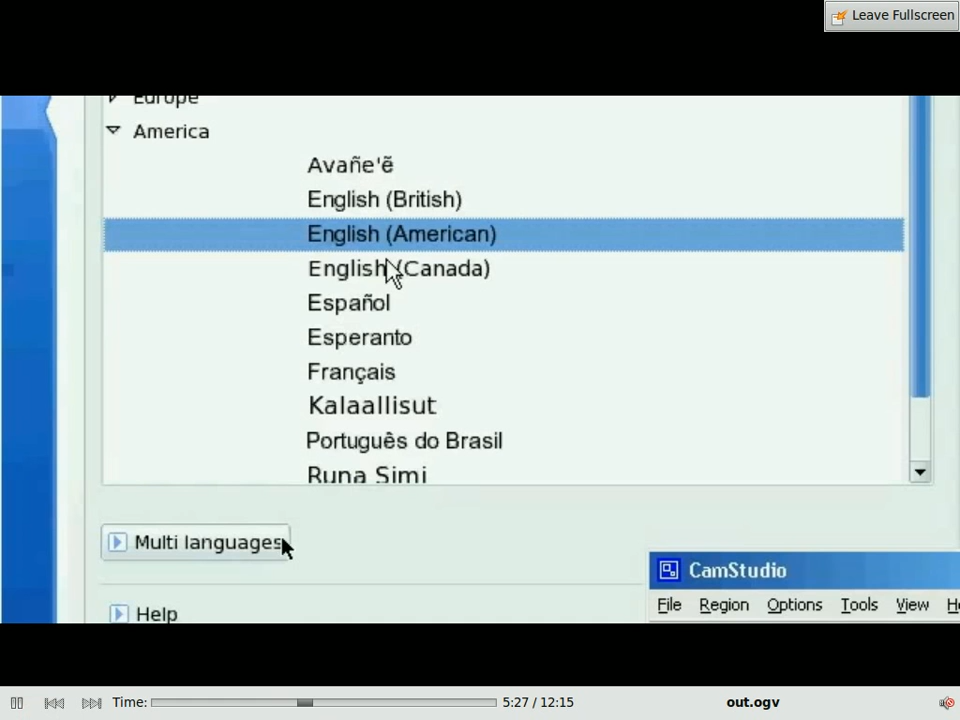 Leave Fullscreen
Europe
America
Avañe'ẽ
English (British)
English (American)
English (Canada)
Español
Esperanto
Français
Kalaallisut
Português do Brasil
Runa Simi
Multi languages
CamStudio
File Region Options Tools View He
Help
Time: 5:27 / 12:15 out.ogv